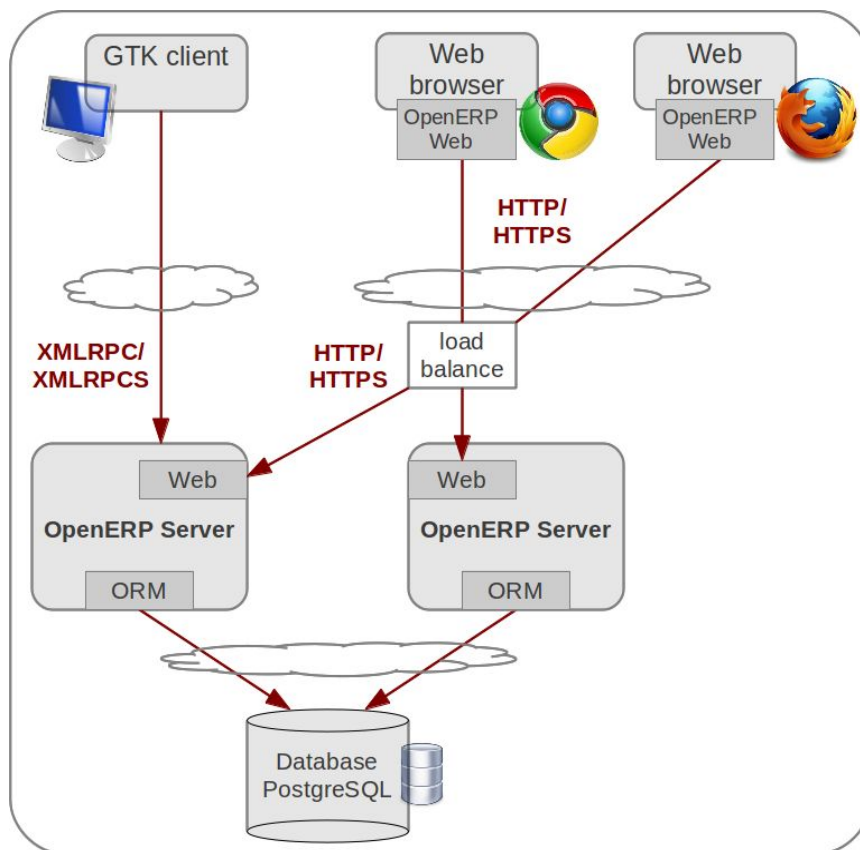 GTK client
Web
browser
OpenERP
Web
Web
browser
OpenERP
Web
HTTP/
HTTPS
XMLRPC/
XMLRPCS
HTTP/
HTTPS
load
balance
Web
OpenERP Server
ORM
Web
OpenERP Server
ORM
Database
PostgreSQL